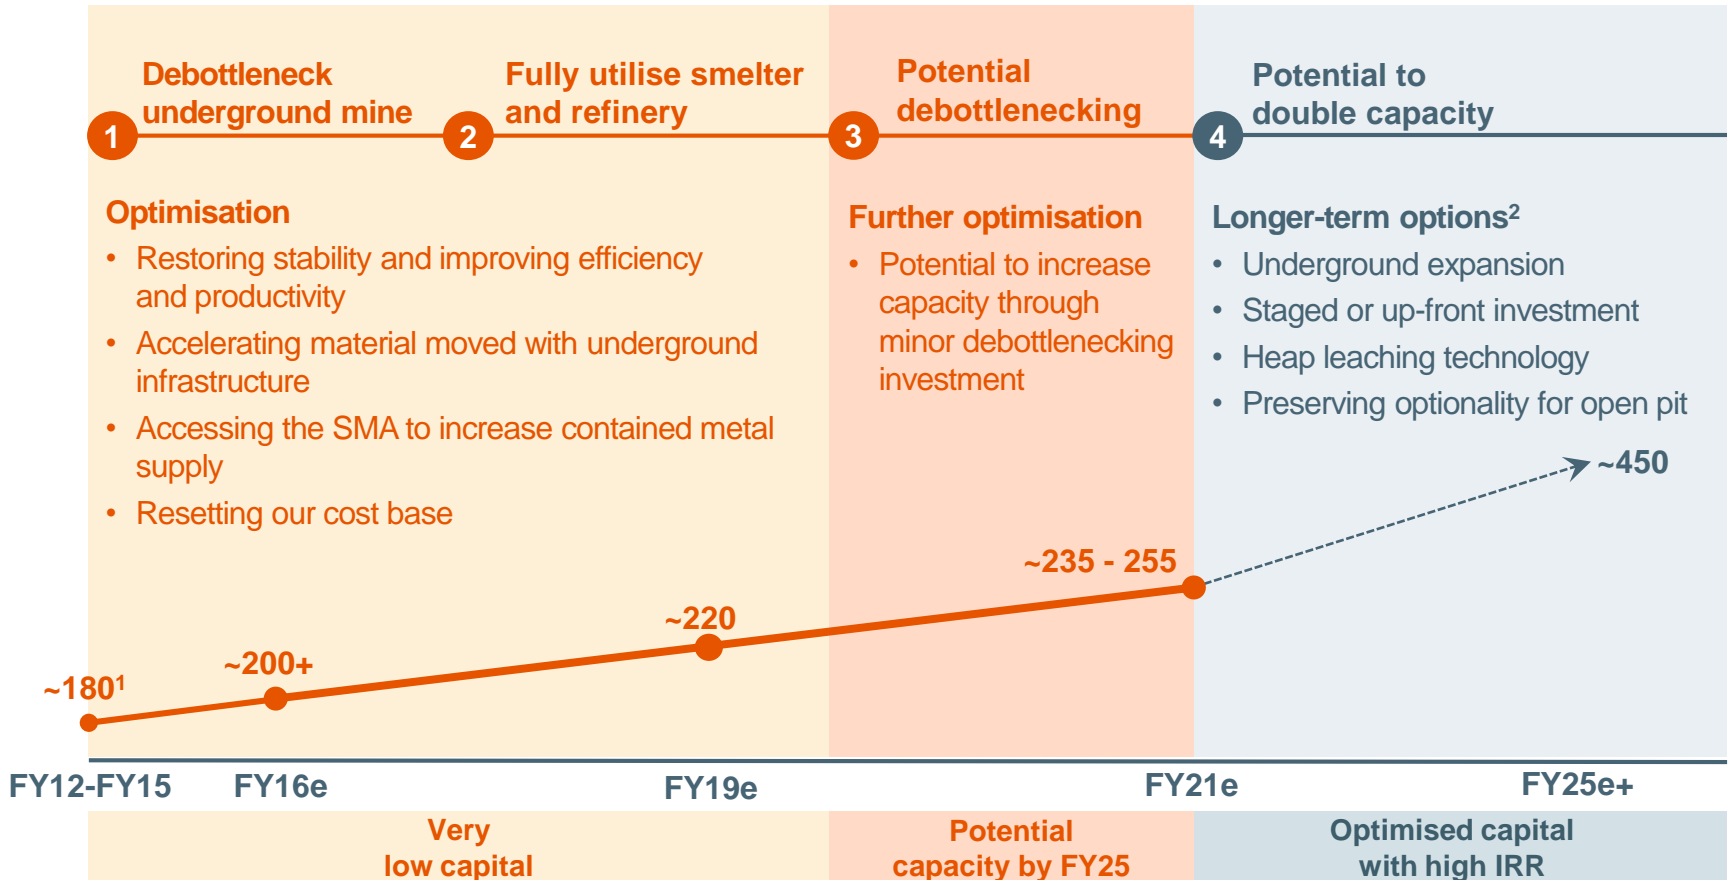 Debottleneck
underground mine
Fully utilise smelter
and refinery
Potential
debottlenecking
Potential to
double capacity
1
2
3
4
Optimisation
• Restoring stability and improving efficiency
and productivity
• Accelerating material moved with underground
infrastructure
• Accessing the SMA to increase contained metal
supply
• Resetting our cost base
Further optimisation
• Potential to increase
capacity through
minor debottlenecking
investment
Longer-term options²
• Underground expansion
• Staged or up-front investment
• Heap leaching technology
• Preserving optionality for open pit
~180¹
~200+
~220
~235 - 255
~450
FY12-FY15
FY16e
FY19e
FY21e
FY25e+
Very
low capital
Potential
capacity by FY25
Optimised capital
with high IRR